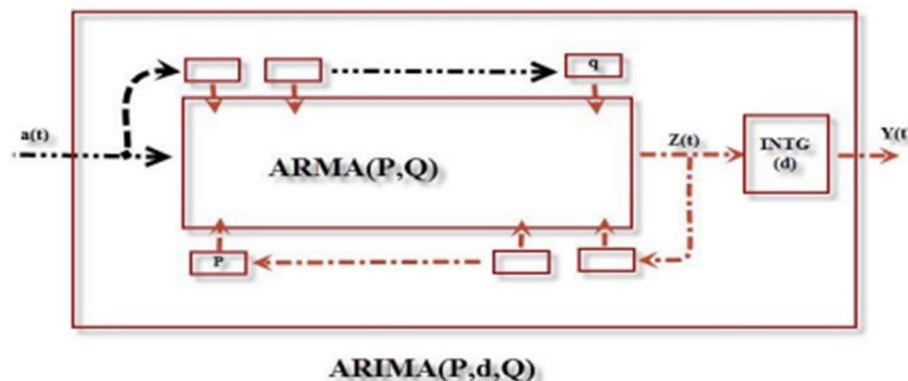 q
a(t)
Z(t)
INTG
(d)
Y(t)
ARMA(P,Q)
P
ARIMA(P,d,Q)